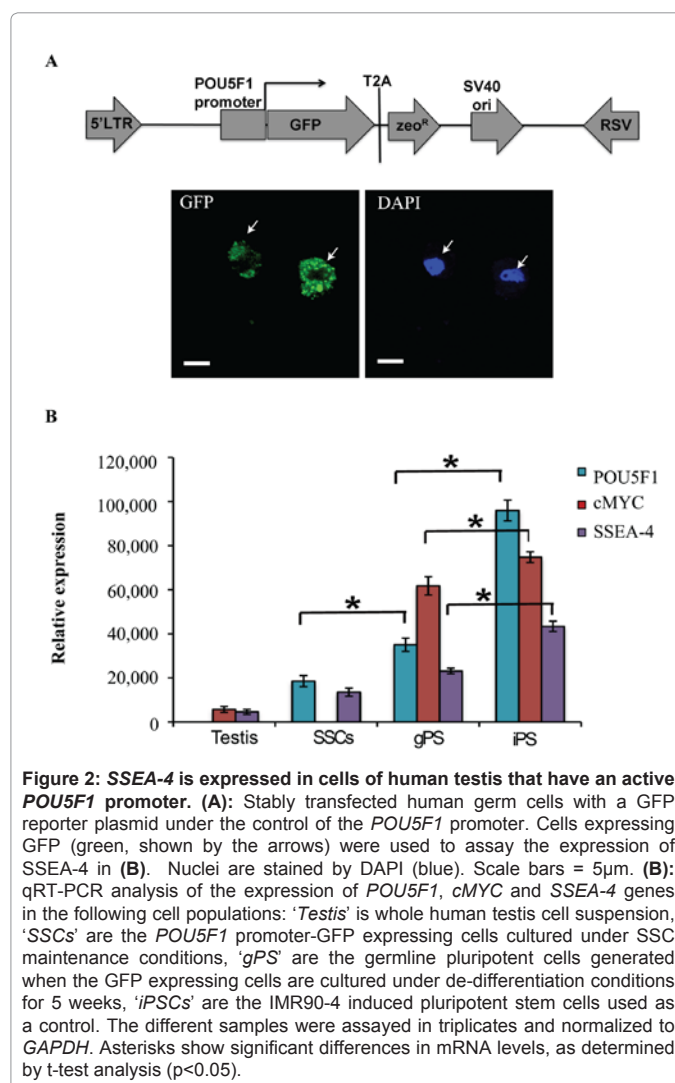 A
POU5F1 promoter
T2A
SV40 ori
5'LTR
GFP
zeoᴿ
RSV
GFP
DAPI
B
120,000
100,000
80,000
60,000
40,000
20,000
0
Relative expression
*
*
*
*
POU5F1
cMYC
SSEA-4
Testis
SSCs
gPS
iPS
Figure 2: SSEA-4 is expressed in cells of human testis that have an active
POU5F1 promoter. (A): Stably transfected human germ cells with a GFP
reporter plasmid under the control of the POU5F1 promoter. Cells expressing
GFP (green, shown by the arrows) were used to assay the expression of
SSEA-4 in (B). Nuclei are stained by DAPI (blue). Scale bars = 5µm. (B):
qRT-PCR analysis of the expression of POU5F1, cMYC and SSEA-4 genes
in the following cell populations: ‘Testis’ is whole human testis cell suspension,
‘SSCs’ are the POU5F1 promoter-GFP expressing cells cultured under SSC
maintenance conditions, ‘gPS’ are the germline pluripotent cells generated
when the GFP expressing cells are cultured under de-differentiation conditions
for 5 weeks, ‘iPSCs’ are the IMR90-4 induced pluripotent stem cells used as
a control. The different samples were assayed in triplicates and normalized to
GAPDH. Asterisks show significant differences in mRNA levels, as determined
by t-test analysis (p<0.05).